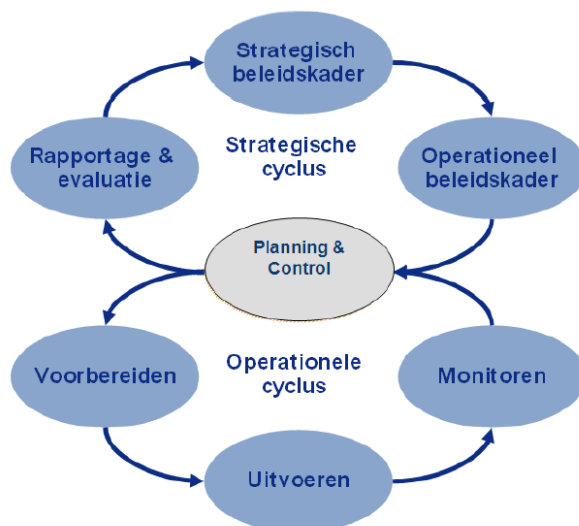 Strategisch
beleidskader
Rapportage &
evaluatie
Strategische
cyclus
Operationeel
beleidskader
Planning &
Control
Voorbereiden
Operationele
cyclus
Monitoren
Uitvoeren